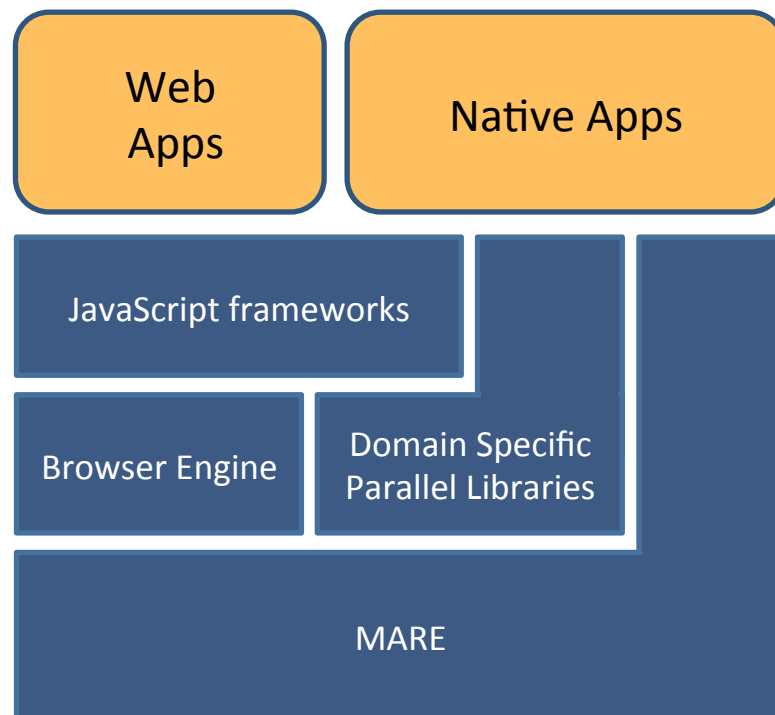 Web
Apps
Native Apps
JavaScript frameworks
Browser Engine
Domain Specific
Parallel Libraries
MARE